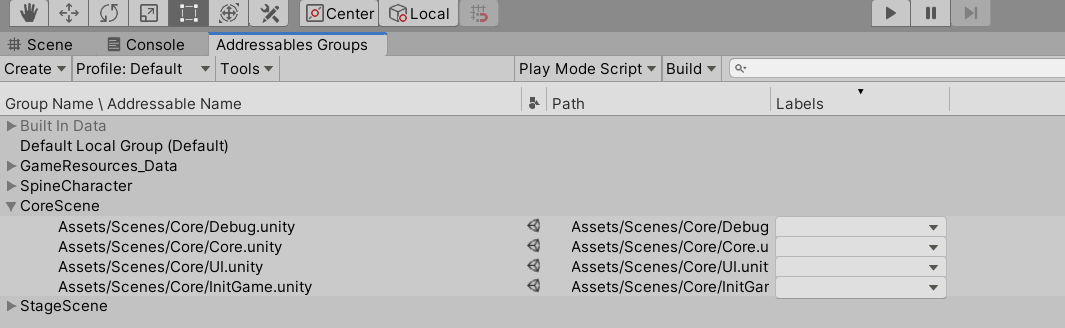 Center Local
Scene Console Addressables Groups
Create Profile: Default Tools Play Mode Script Build
Group Name \ Addressable Name Path Labels
Built In Data
Default Local Group (Default)
GameResources_Data
SpineCharacter
CoreScene
Assets/Scenes/Core/Debug.unity Assets/Scenes/Core/Debug
Assets/Scenes/Core/Core.unity Assets/Scenes/Core/Core.u
Assets/Scenes/Core/UI.unity Assets/Scenes/Core/UI.unit
Assets/Scenes/Core/InitGame.unity Assets/Scenes/Core/InitGar
StageScene